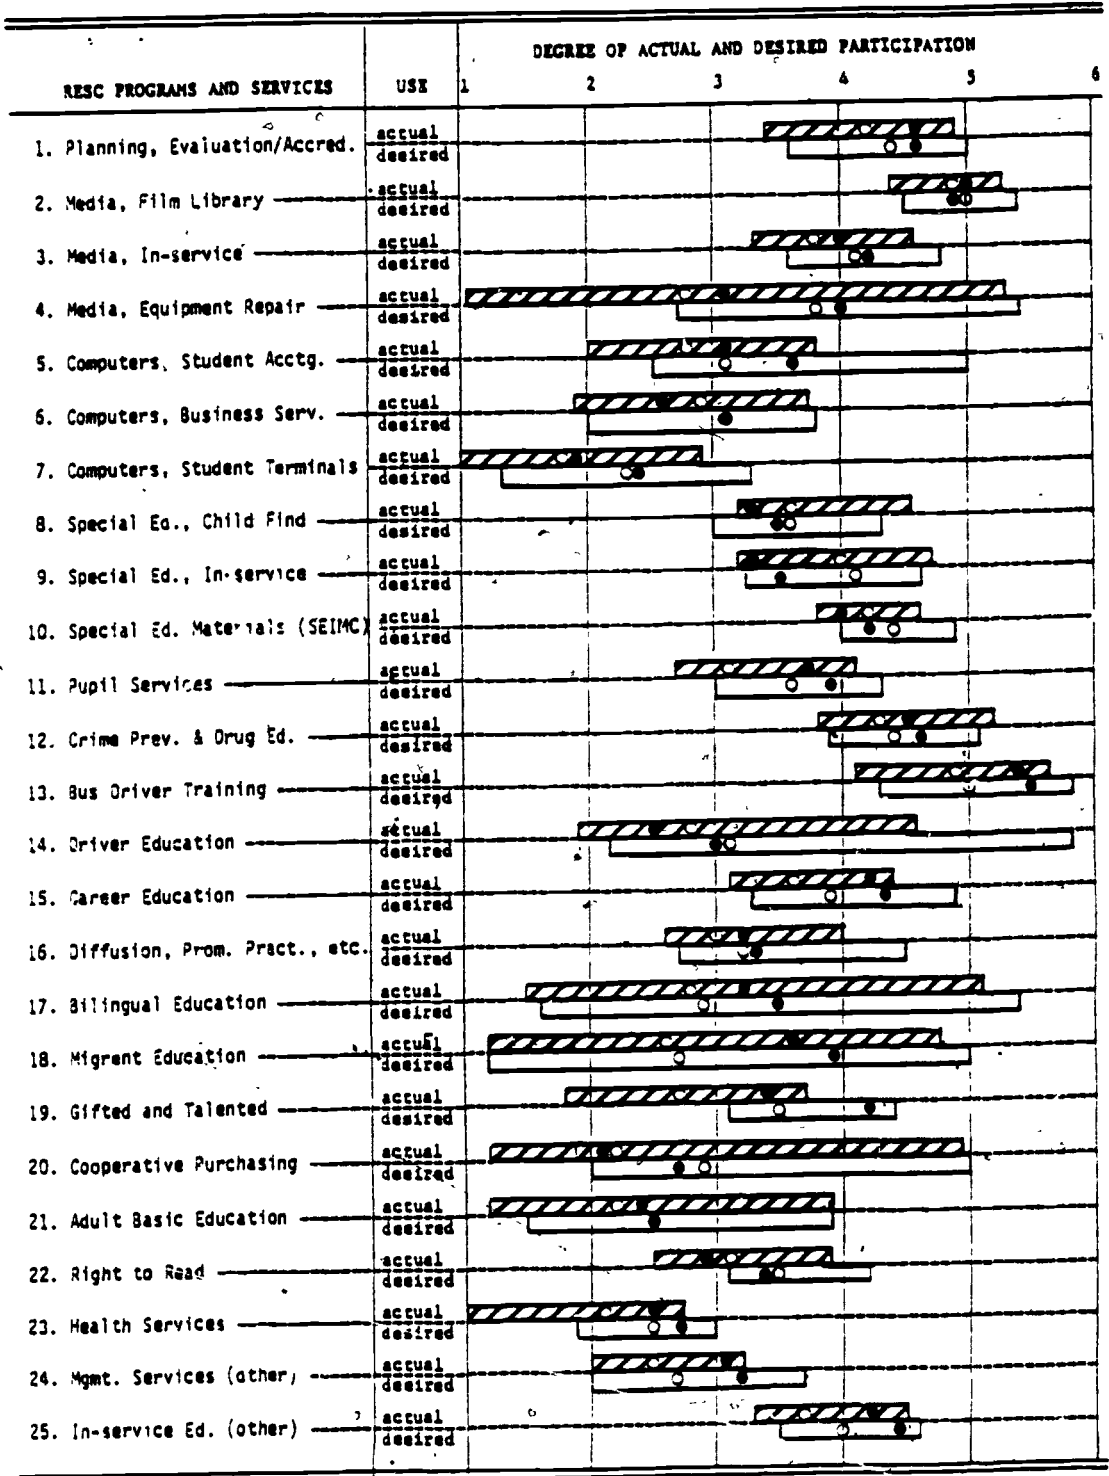 DEGREE OF ACTUAL AND DESIRED PARTICIPATION
RESC PROGRAMS AND SERVICES USE 1 2 3 4 5 6
1. Planning, Evaluation/Accred. actual
desired
2. Media, Film Library actual
desired
3. Media, In-service actual
desired
4. Media, Equipment Repair actual
desired
5. Computers, Student Acctg. actual
desired
6. Computers, Business Serv. actual
desired
7. Computers, Student Terminals actual
desired
8. Special Ed., Child Find actual
desired
9. Special Ed., In-service actual
desired
10. Special Ed. Materials (SEIMC) actual
desired
11. Pupil Services actual
desired
12. Crime Prev. & Drug Ed. actual
desired
13. Bus Driver Training actual
desired
14. Driver Education actual
desired
15. Career Education actual
desired
16. Diffusion, Prom. Pract., etc. actual
desired
17. Bilingual Education actual
desired
18. Migrent Education actual
desired
19. Gifted and Talented actual
desired
20. Cooperative Purchasing actual
desired
21. Adult Basic Education actual
desired
22. Right to Read actual
desired
23. Health Services actual
desired
24. Mgmt. Services (other) actual
desired
25. In-service Ed. (other) actual
desired